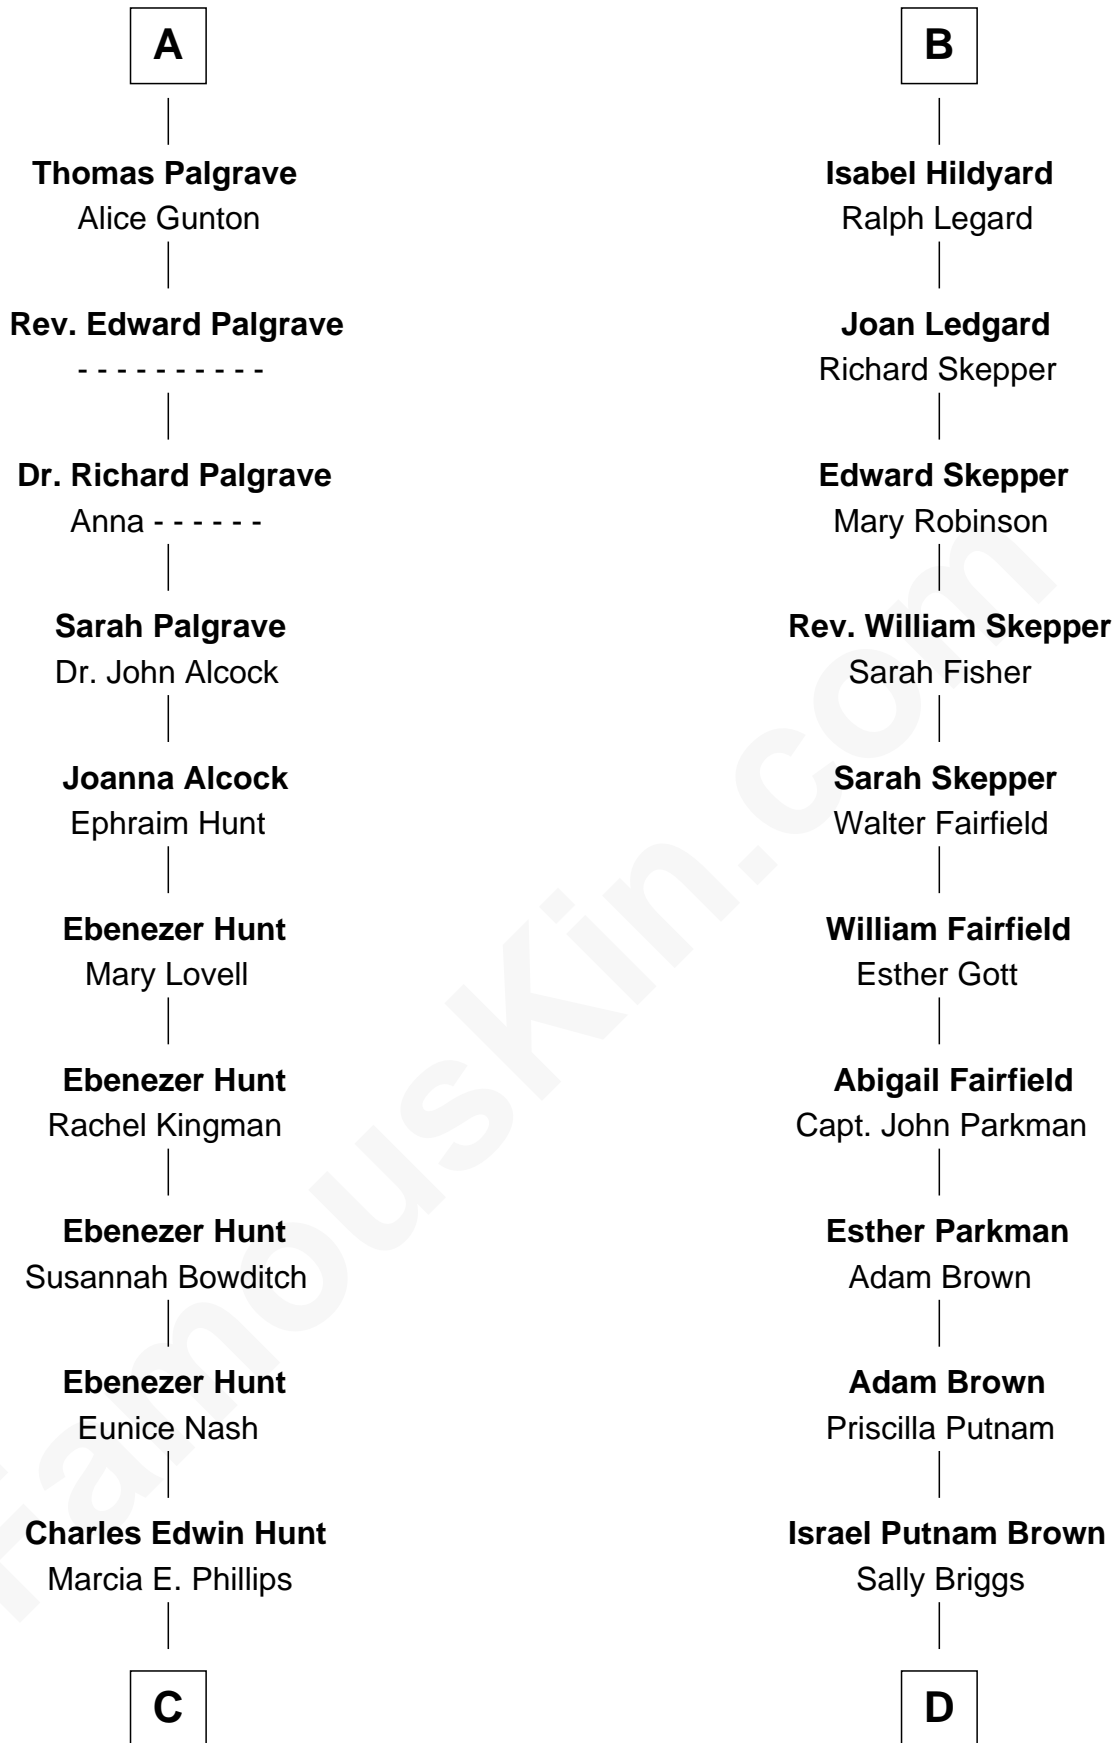 A
Thomas Palgrave
Alice Gunton
Rev. Edward Palgrave
- - - - - - - - - -
Dr. Richard Palgrave
Anna - - - - - -
Sarah Palgrave
Dr. John Alcock
Joanna Alcock
Ephraim Hunt
Ebenezer Hunt
Mary Lovell
Ebenezer Hunt
Rachel Kingman
Ebenezer Hunt
Susannah Bowditch
Ebenezer Hunt
Eunice Nash
Charles Edwin Hunt
Marcia E. Phillips
C
B
Isabel Hildyard
Ralph Legard
Joan Ledgard
Richard Skepper
Edward Skepper
Mary Robinson
Rev. William Skepper
Sarah Fisher
Sarah Skepper
Walter Fairfield
William Fairfield
Esther Gott
Abigail Fairfield
Capt. John Parkman
Esther Parkman
Adam Brown
Adam Brown
Priscilla Putnam
Israel Putnam Brown
Sally Briggs
D
FamousKin.com